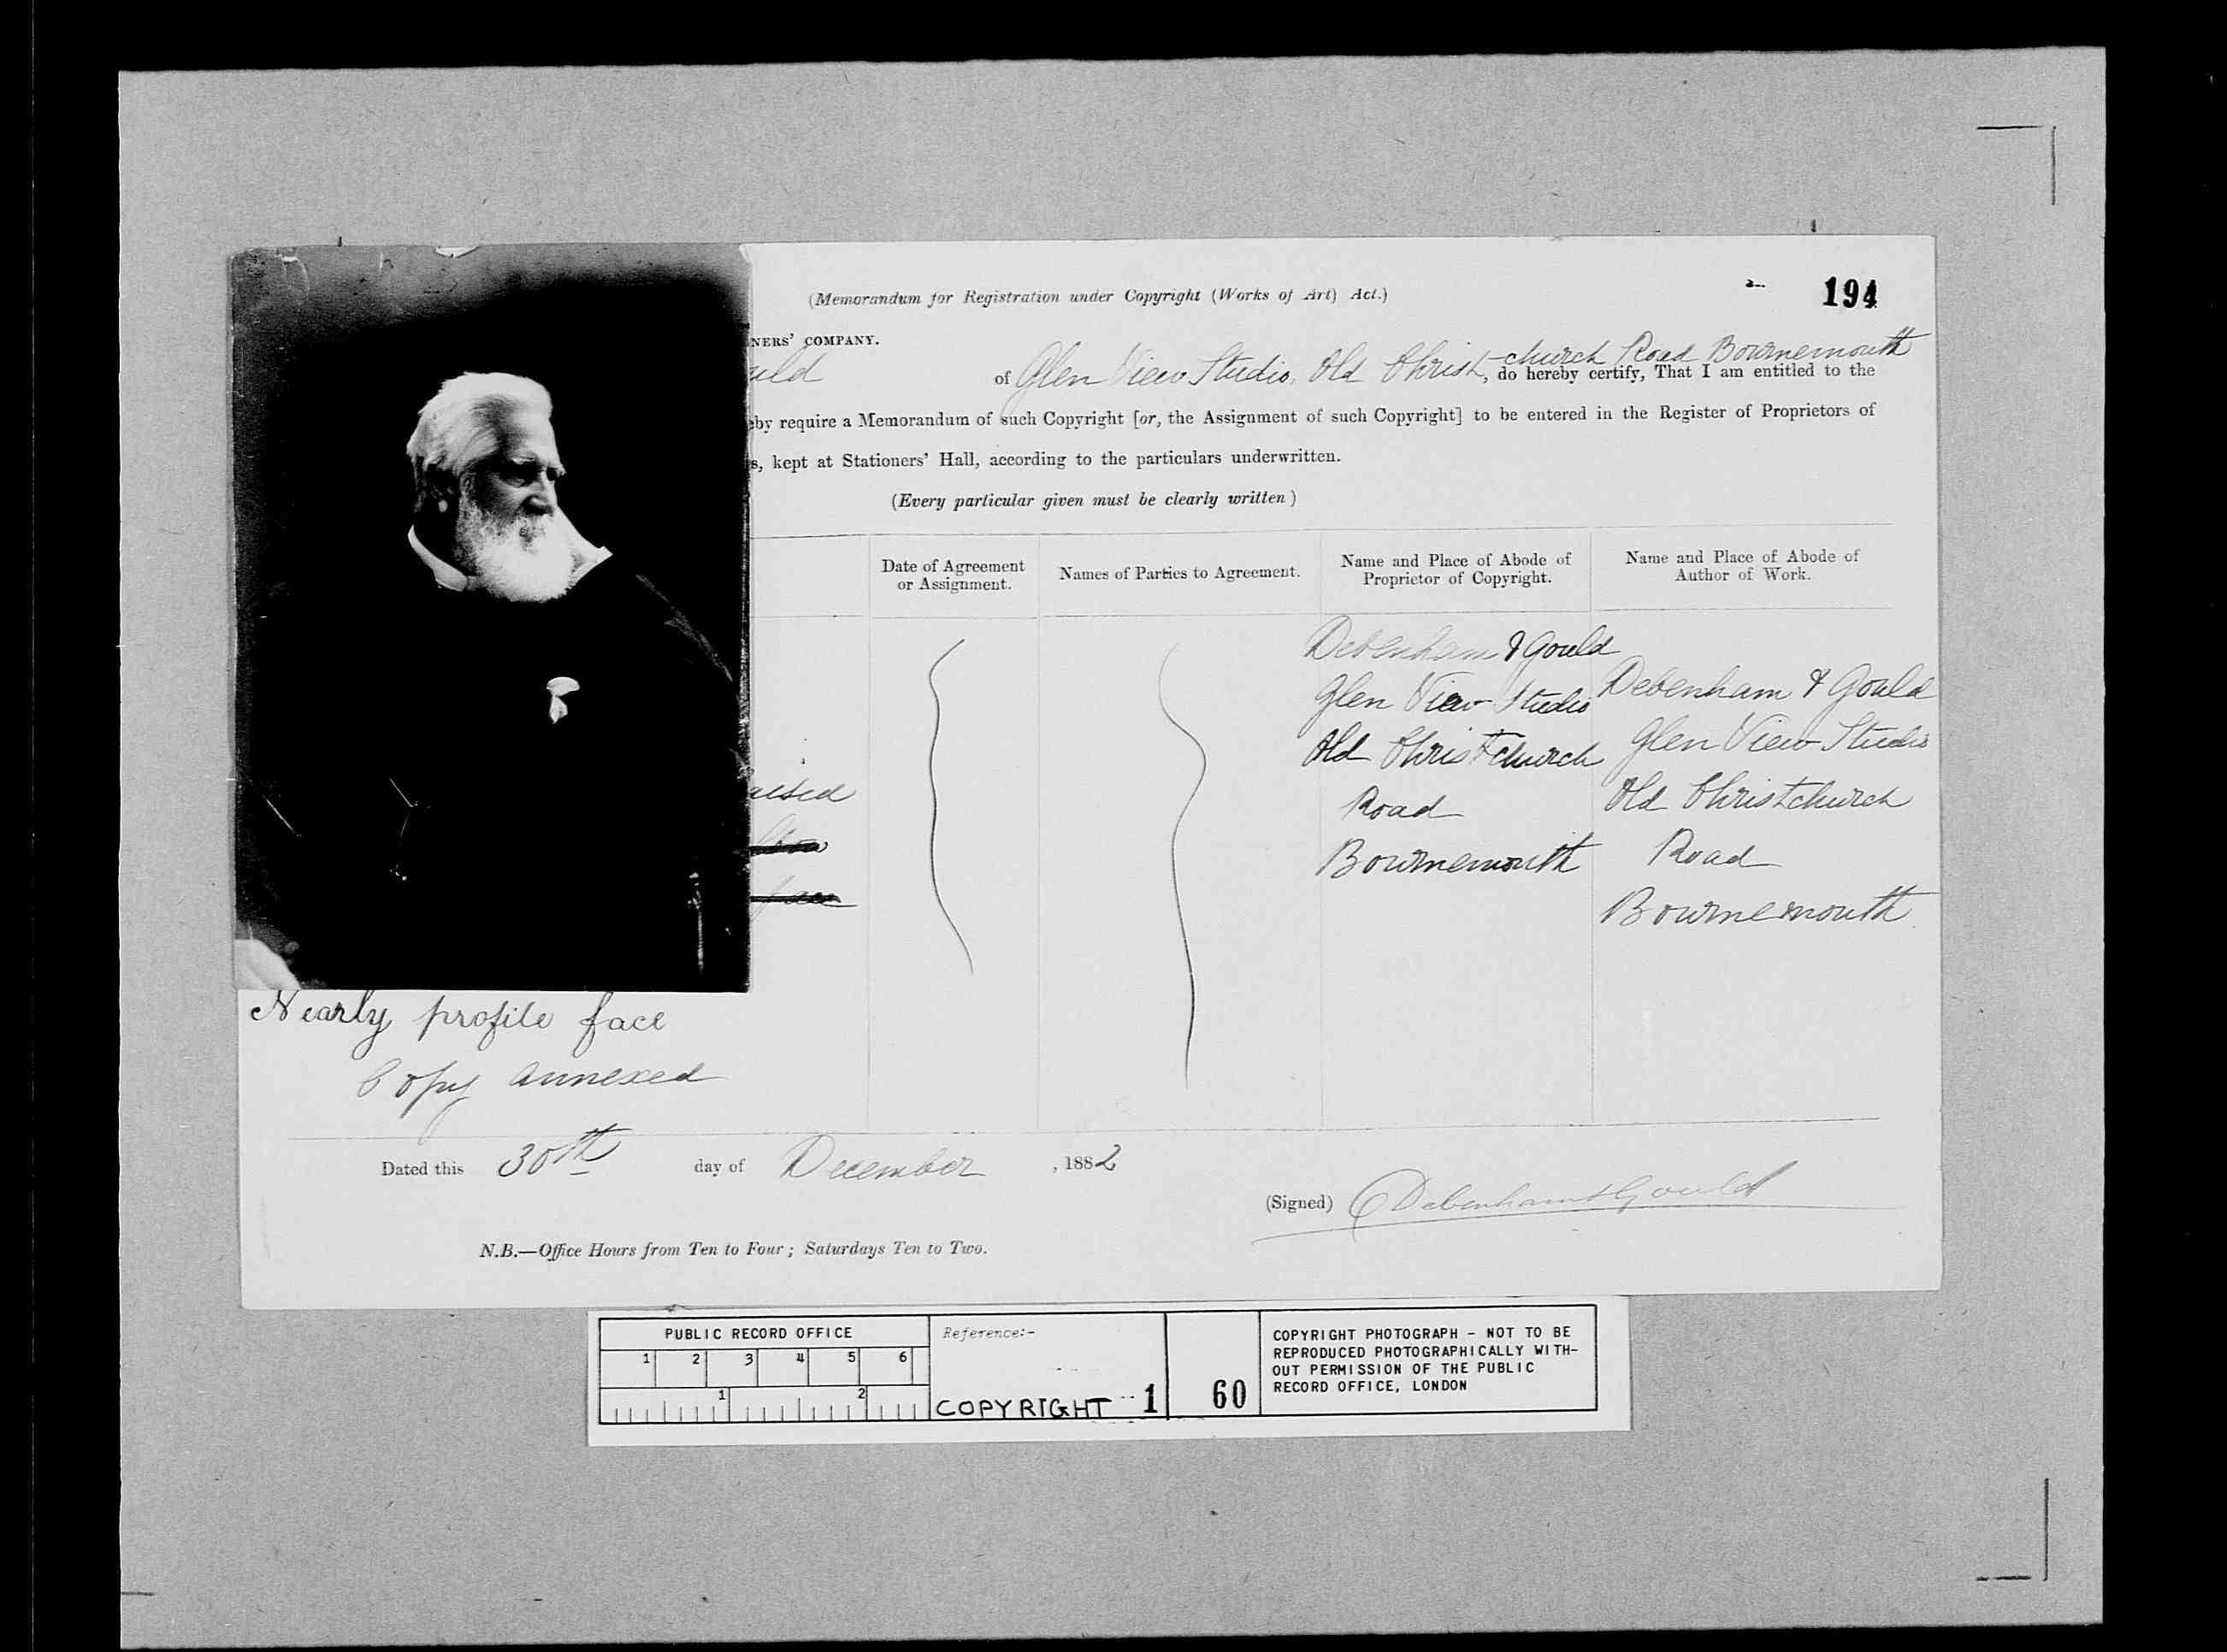 (Memorandum for Registration under Copyright (Works of Art) Act.)
194
NERS' COMPANY.
uld of Glen View Studio, Old Christ-church Road Bournemouth, do hereby certify, That I am entitled to the
eby require a Memorandum of such Copyright [or, the Assignment of such Copyright] to be entered in the Register of Proprietors of
s, kept at Stationers' Hall, according to the particulars underwritten.
(Every particular given must be clearly written)
Date of Agreement
or Assignment.
Names of Parties to Agreement.
Name and Place of Abode of
Proprietor of Copyright.
Name and Place of Abode of
Author of Work.
aised
face
Debenham & Gould
Glen View Studio
Old Christchurch
Road
Bournemouth
Debenham & Gould
Glen View Studio
Old Christchurch
Road
Bournemouth
Nearly profile face
Copy annexed
Dated this 30th day of December, 1882
(Signed) Debenham & Gould
N.B.—Office Hours from Ten to Four; Saturdays Ten to Two.
PUBLIC RECORD OFFICE
1 2 3 4 5 6
1 2
Reference:-
COPYRIGHT 1 60
COPYRIGHT PHOTOGRAPH - NOT TO BE
REPRODUCED PHOTOGRAPHICALLY WITH-
OUT PERMISSION OF THE PUBLIC
RECORD OFFICE, LONDON